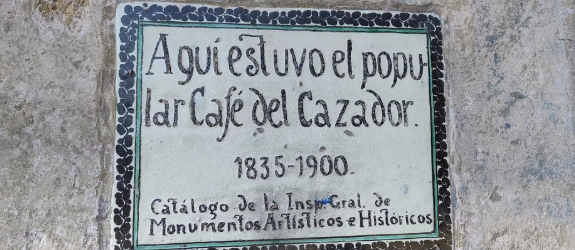 Aquí estuvo el popu-
lar Café del Cazador.
1835-1900.
Catálogo de la Insp. Gral. de
Monumentos Artísticos e Históricos